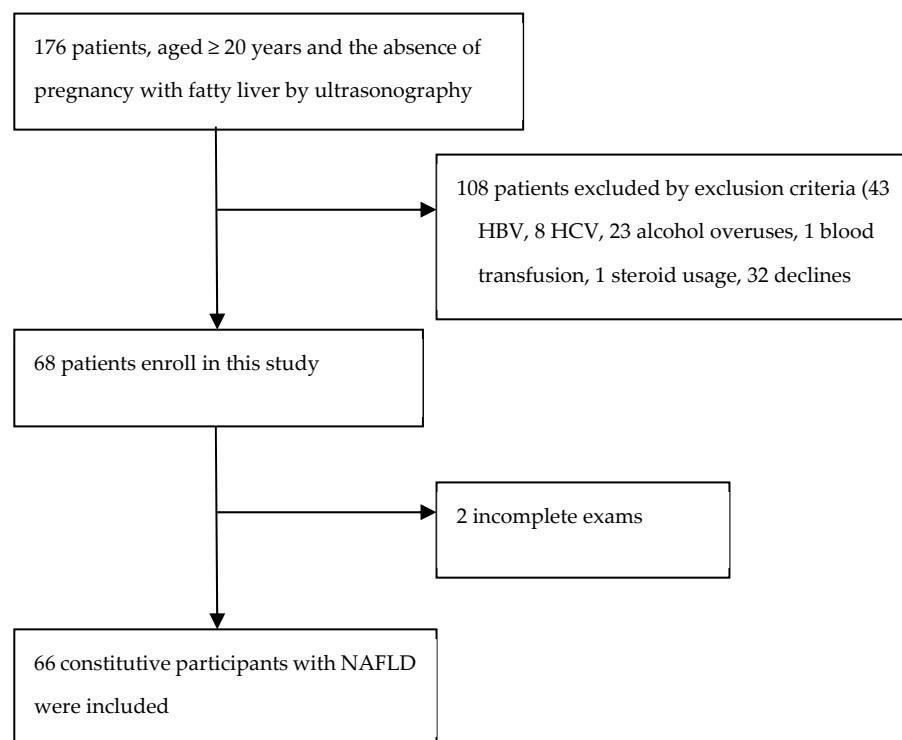 176 patients, aged ≥ 20 years and the absence of
pregnancy with fatty liver by ultrasonography
108 patients excluded by exclusion criteria (43
HBV, 8 HCV, 23 alcohol overuses, 1 blood
transfusion, 1 steroid usage, 32 declines
68 patients enroll in this study
2 incomplete exams
66 constitutive participants with NAFLD
were included